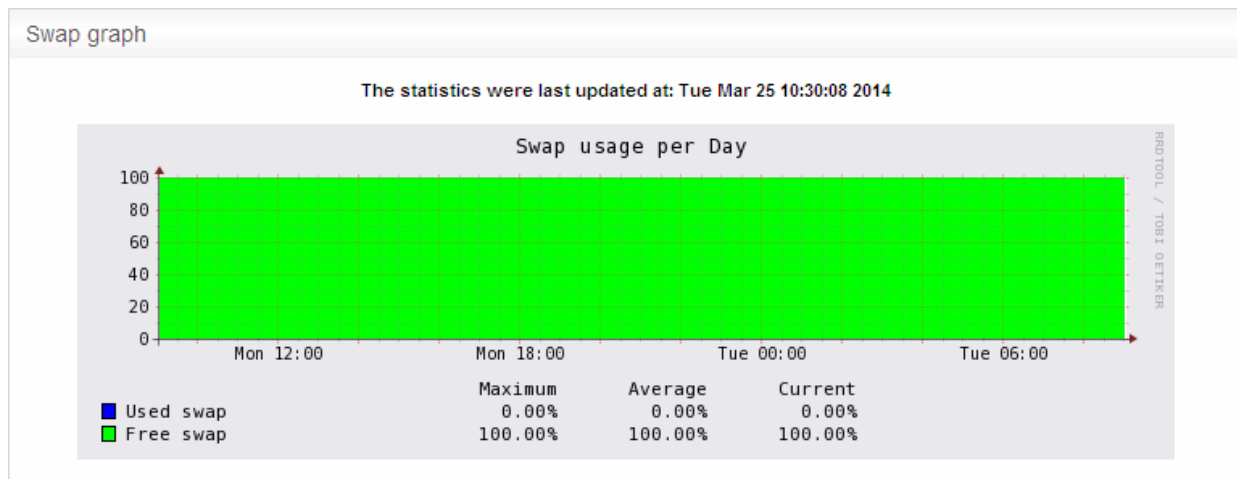 Swap graph
The statistics were last updated at: Tue Mar 25 10:30:08 2014
Swap usage per Day
RRDTOOL / TOBI OETIKER
100
80
60
40
20
0
Mon 12:00 Mon 18:00 Tue 00:00 Tue 06:00
Maximum Average Current
Used swap 0.00% 0.00% 0.00%
Free swap 100.00% 100.00% 100.00%